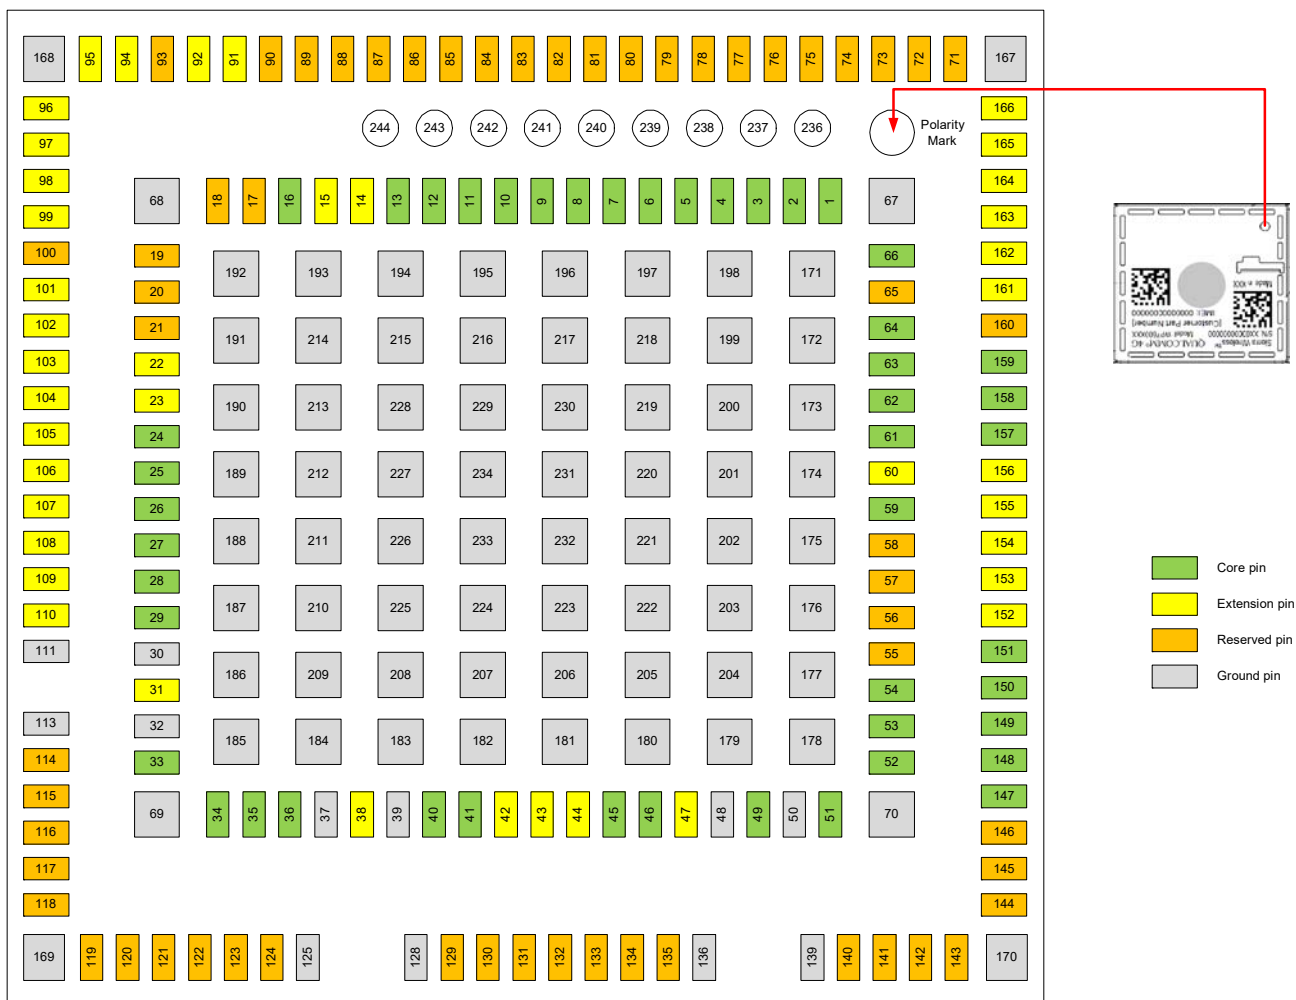 168 95 94 93 92 91 90 89 88 87 86 85 84 83 82 81 80 79 78 77 76 75 74 73 72 71 167
96 166
244 243 242 241 240 239 238 237 236 Polarity
Mark
97 165
98 164
68 18 17 16 15 14 13 12 11 10 9 8 7 6 5 4 3 2 1 67
99 163
100 19 66 162
192 193 194 195 196 197 198 171
101 20 65 161
102 21 64 160
191 214 215 216 217 218 199 172
103 22 63 159
104 23 62 158
190 213 228 229 230 219 200 173
105 24 61 157
106 25 60 156
189 212 227 234 231 220 201 174
107 26 59 155
108 27 58 154
188 211 226 233 232 221 202 175
109 28 57 153
110 29 56 152
187 210 225 224 223 222 203 176
111 30 55 151
186 209 208 207 206 205 204 177
31 54 150
113 32 53 149
185 184 183 182 181 180 179 178
114 33 52 148
115 147
69 34 35 36 37 38 39 40 41 42 43 44 45 46 47 48 49 50 51 70
116 146
117 145
118 144
169 119 120 121 122 123 124 125 128 129 130 131 132 133 134 135 136 139 140 141 142 143 170
Sierra Wireless™ QUALCOMM® 4G
[Customer Part Number]
Made in XXX
Core pin
Extension pin
Reserved pin
Ground pin